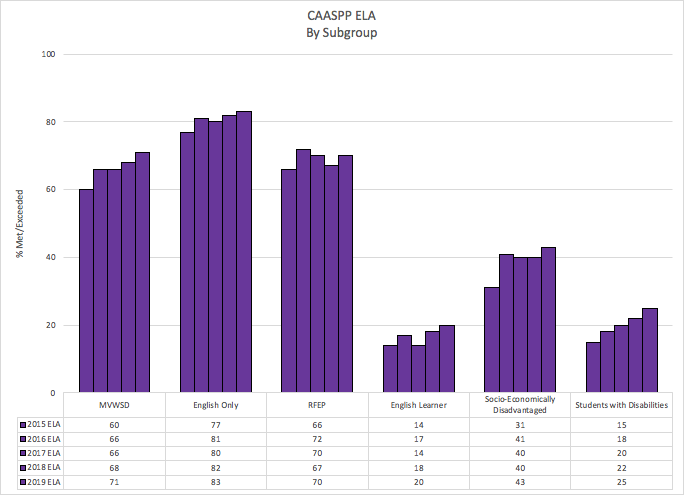 CAASPP ELA
By Subgroup
100
80
60
40
20
0
% Met/Exceeded
MVWSD English Only RFEP English Learner Socio-Economically Disadvantaged Students with Disabilities
2015 ELA 60 77 66 14 31 15
2016 ELA 66 81 72 17 41 18
2017 ELA 66 80 70 14 40 20
2018 ELA 68 82 67 18 40 22
2019 ELA 71 83 70 20 43 25